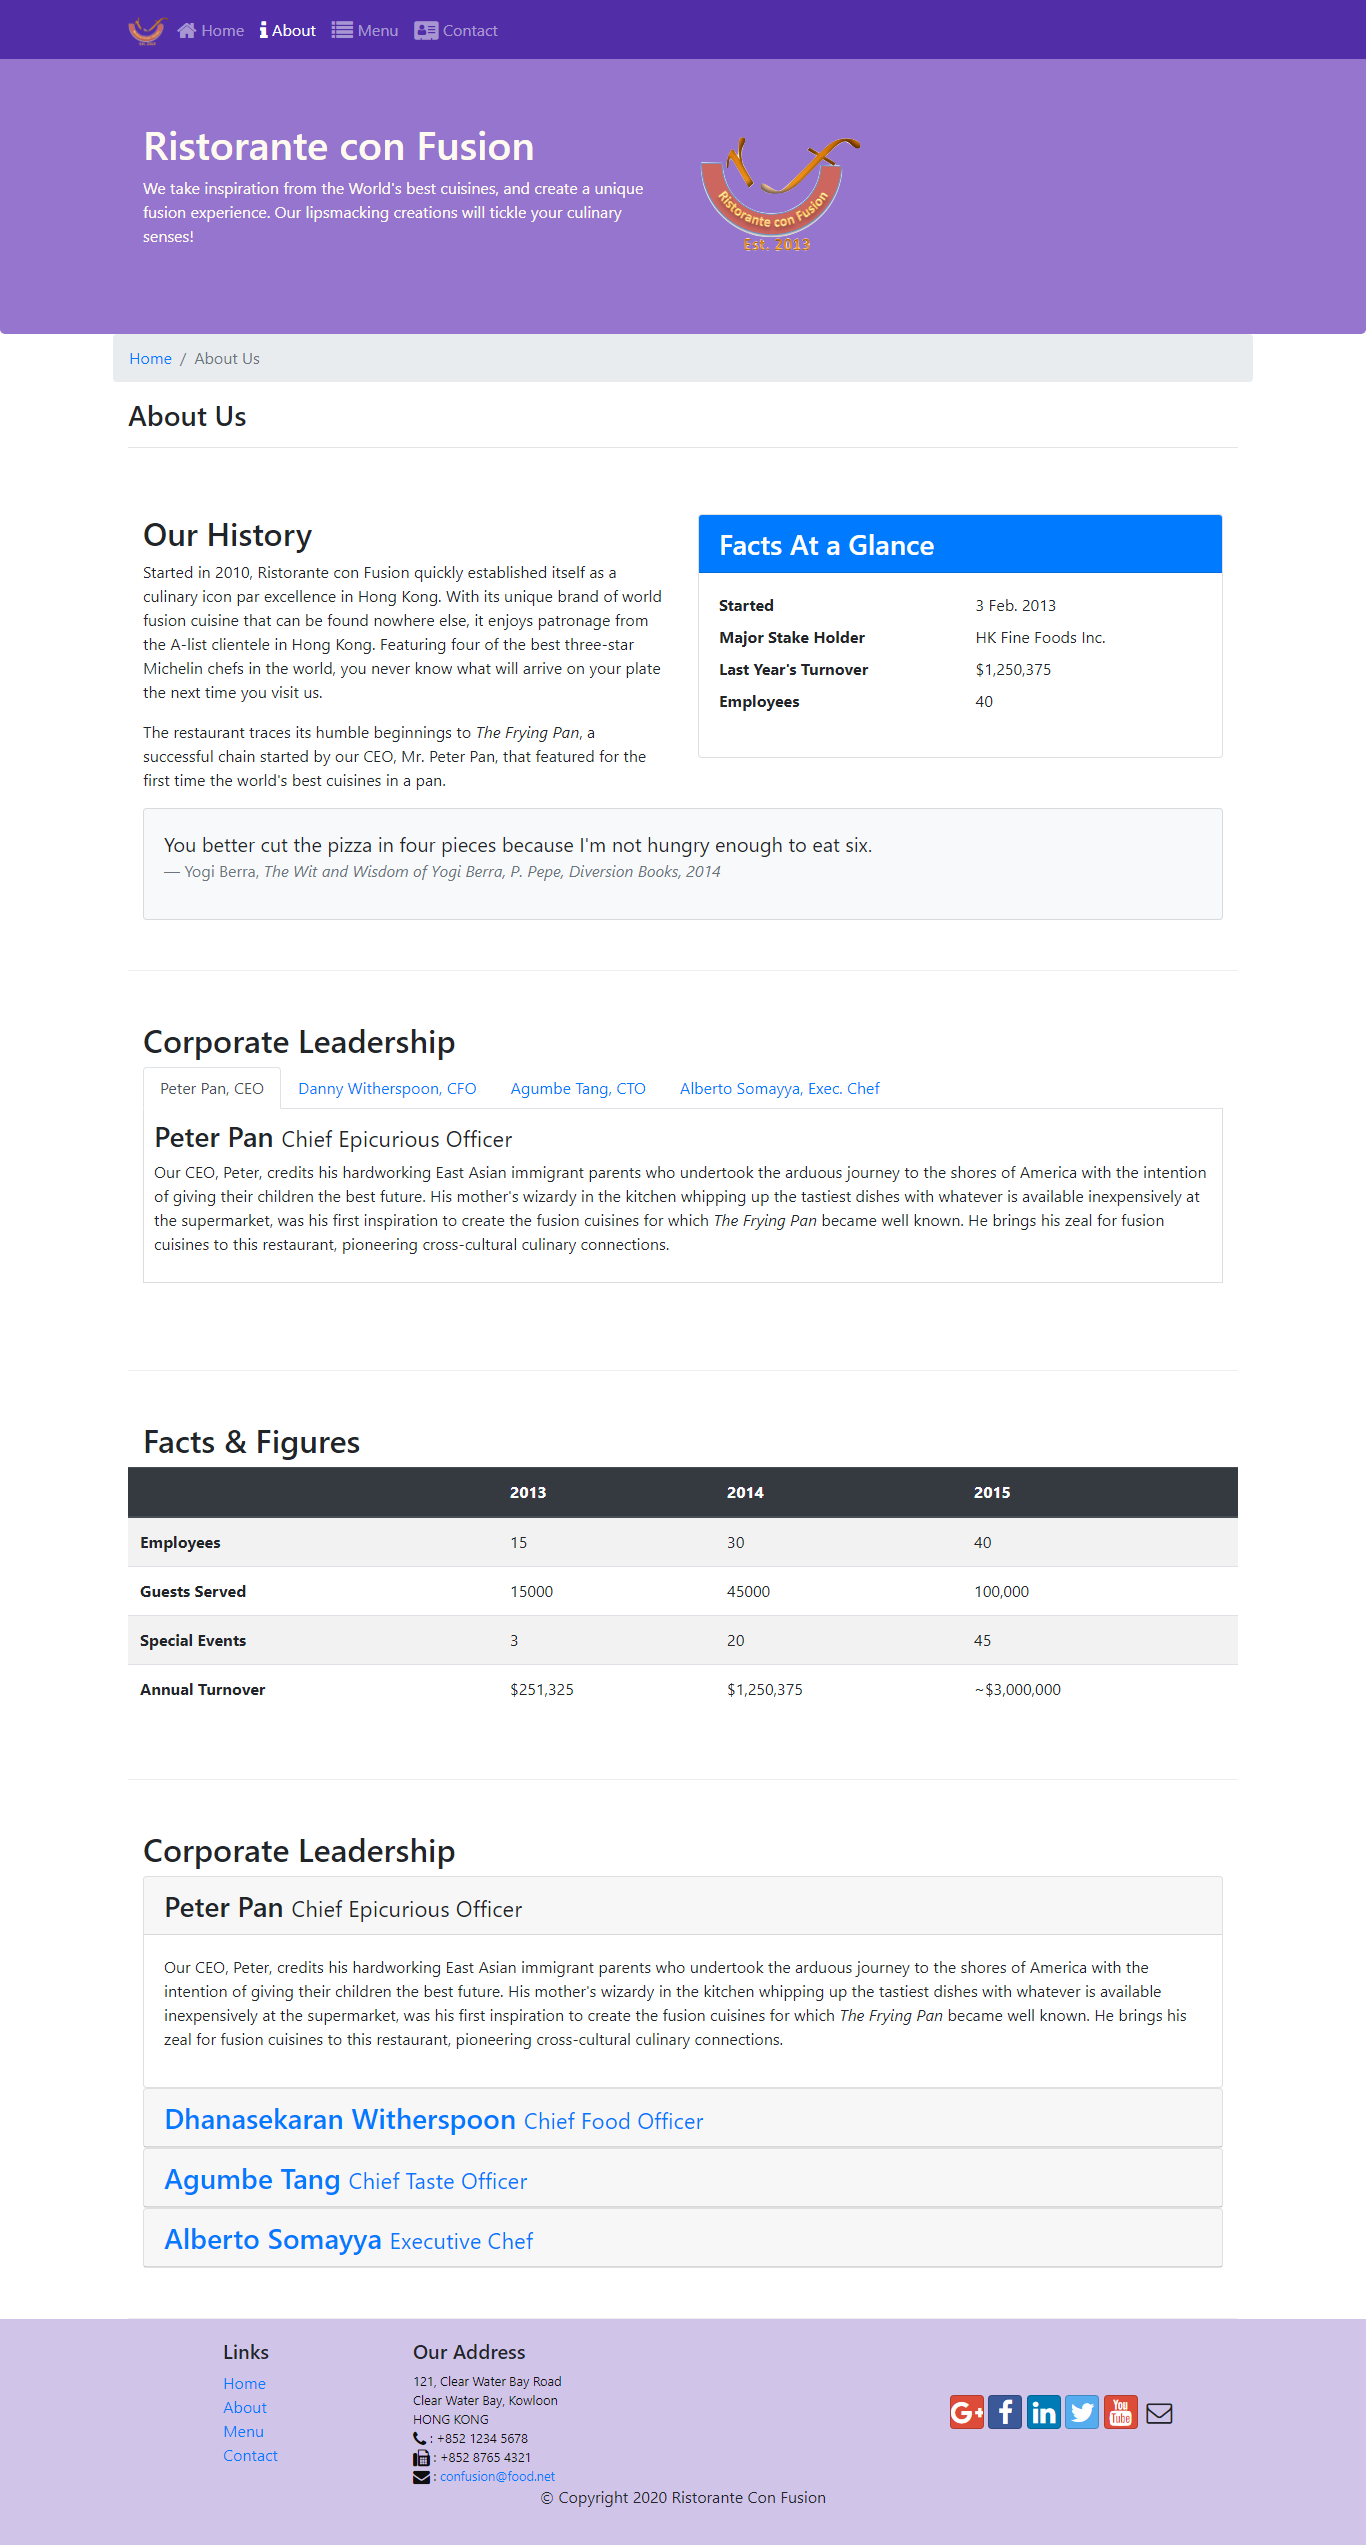 Home About Menu Contact
Ristorante con Fusion
We take inspiration from the World's best cuisines, and create a unique
fusion experience. Our lipsmacking creations will tickle your culinary
senses!
Ristorante con Fusion
Est. 2013
Home / About Us
About Us
Our History
Started in 2010, Ristorante con Fusion quickly established itself as a
culinary icon par excellence in Hong Kong. With its unique brand of world
fusion cuisine that can be found nowhere else, it enjoys patronage from
the A-list clientele in Hong Kong. Featuring four of the best three-star
Michelin chefs in the world, you never know what will arrive on your plate
the next time you visit us.
The restaurant traces its humble beginnings to The Frying Pan, a
successful chain started by our CEO, Mr. Peter Pan, that featured for the
first time the world's best cuisines in a pan.
Facts At a Glance
Started 3 Feb. 2013
Major Stake Holder HK Fine Foods Inc.
Last Year's Turnover $1,250,375
Employees 40
You better cut the pizza in four pieces because I'm not hungry enough to eat six.
— Yogi Berra, The Wit and Wisdom of Yogi Berra, P. Pepe, Diversion Books, 2014
Corporate Leadership
Peter Pan, CEO Danny Witherspoon, CFO Agumbe Tang, CTO Alberto Somayya, Exec. Chef
Peter Pan Chief Epicurious Officer
Our CEO, Peter, credits his hardworking East Asian immigrant parents who undertook the arduous journey to the shores of America with the intention
of giving their children the best future. His mother's wizardy in the kitchen whipping up the tastiest dishes with whatever is available inexpensively at
the supermarket, was his first inspiration to create the fusion cuisines for which The Frying Pan became well known. He brings his zeal for fusion
cuisines to this restaurant, pioneering cross-cultural culinary connections.
Facts & Figures
2013 2014 2015
Employees 15 30 40
Guests Served 15000 45000 100,000
Special Events 3 20 45
Annual Turnover $251,325 $1,250,375 ~$3,000,000
Corporate Leadership
Peter Pan Chief Epicurious Officer
Our CEO, Peter, credits his hardworking East Asian immigrant parents who undertook the arduous journey to the shores of America with the
intention of giving their children the best future. His mother's wizardy in the kitchen whipping up the tastiest dishes with whatever is available
inexpensively at the supermarket, was his first inspiration to create the fusion cuisines for which The Frying Pan became well known. He brings his
zeal for fusion cuisines to this restaurant, pioneering cross-cultural culinary connections.
Dhanasekaran Witherspoon Chief Food Officer
Agumbe Tang Chief Taste Officer
Alberto Somayya Executive Chef
Links
Home
About
Menu
Contact
Our Address
121, Clear Water Bay Road
Clear Water Bay, Kowloon
HONG KONG
: +852 1234 5678
: +852 8765 4321
: confusion@food.net
G+ f in You Tube
© Copyright 2020 Ristorante Con Fusion